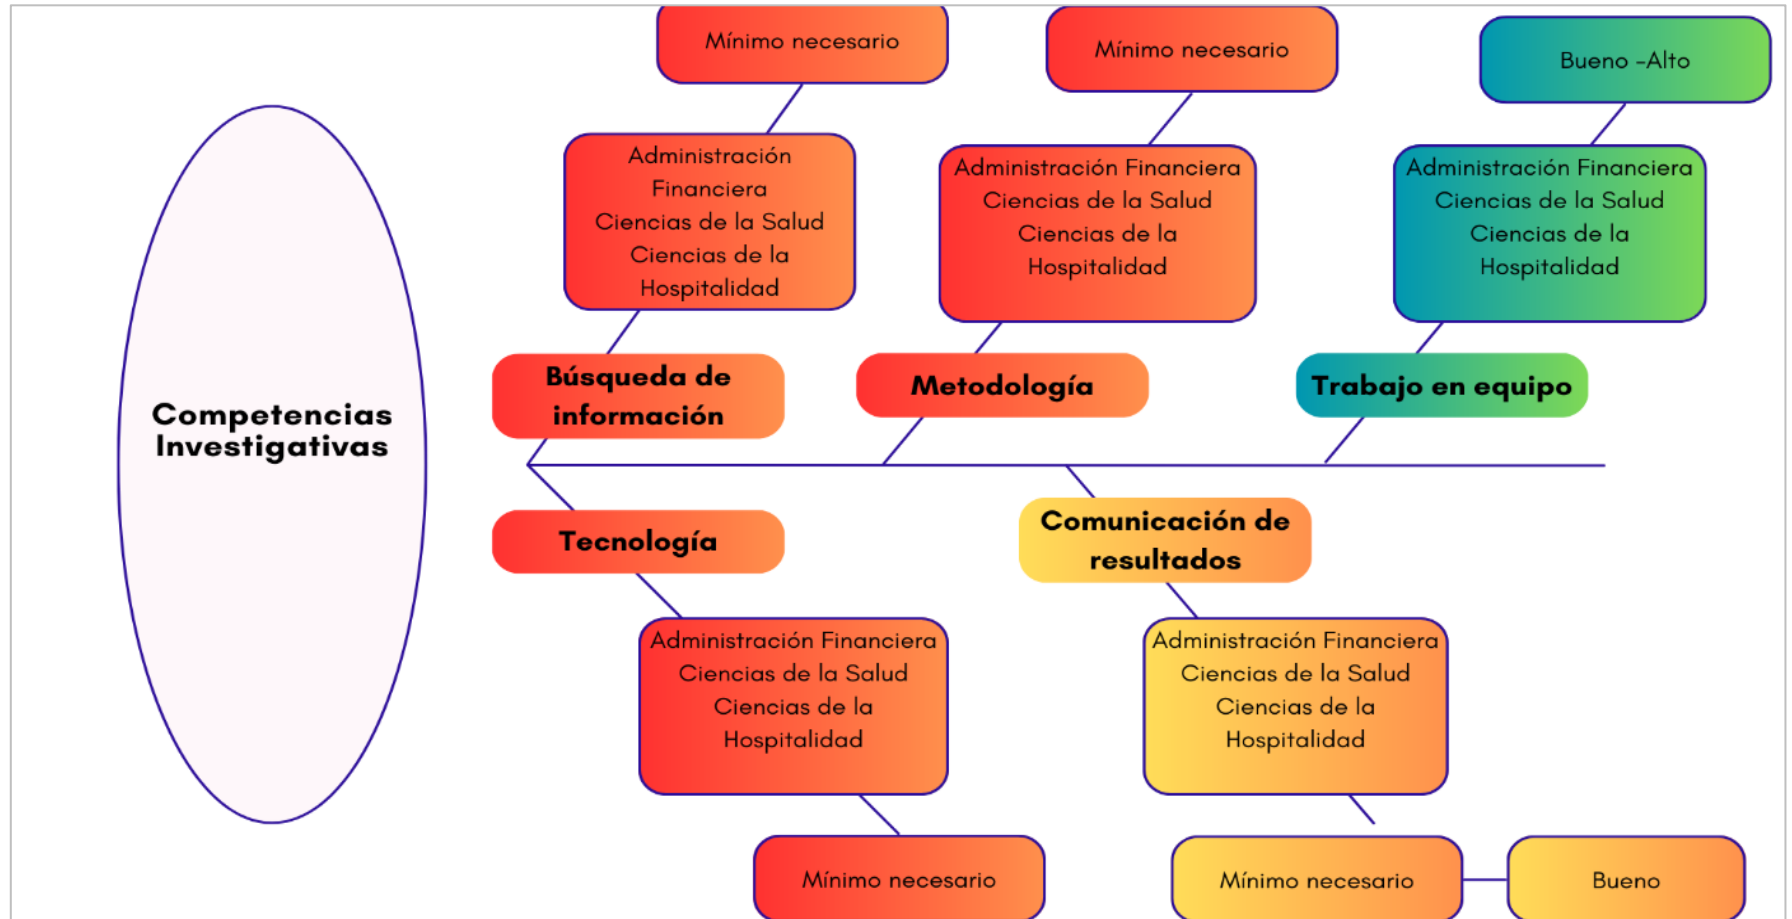 Mínimo necesario
Mínimo necesario
Bueno -Alto
Administración
Financiera
Ciencias de la Salud
Ciencias de la
Hospitalidad
Administración Financiera
Ciencias de la Salud
Ciencias de la
Hospitalidad
Administración Financiera
Ciencias de la Salud
Ciencias de la
Hospitalidad
Búsqueda de
información
Metodología
Trabajo en equipo
Competencias
Investigativas
Tecnología
Comunicación de
resultados
Administración Financiera
Ciencias de la Salud
Ciencias de la
Hospitalidad
Administración Financiera
Ciencias de la Salud
Ciencias de la
Hospitalidad
Mínimo necesario
Mínimo necesario
Bueno